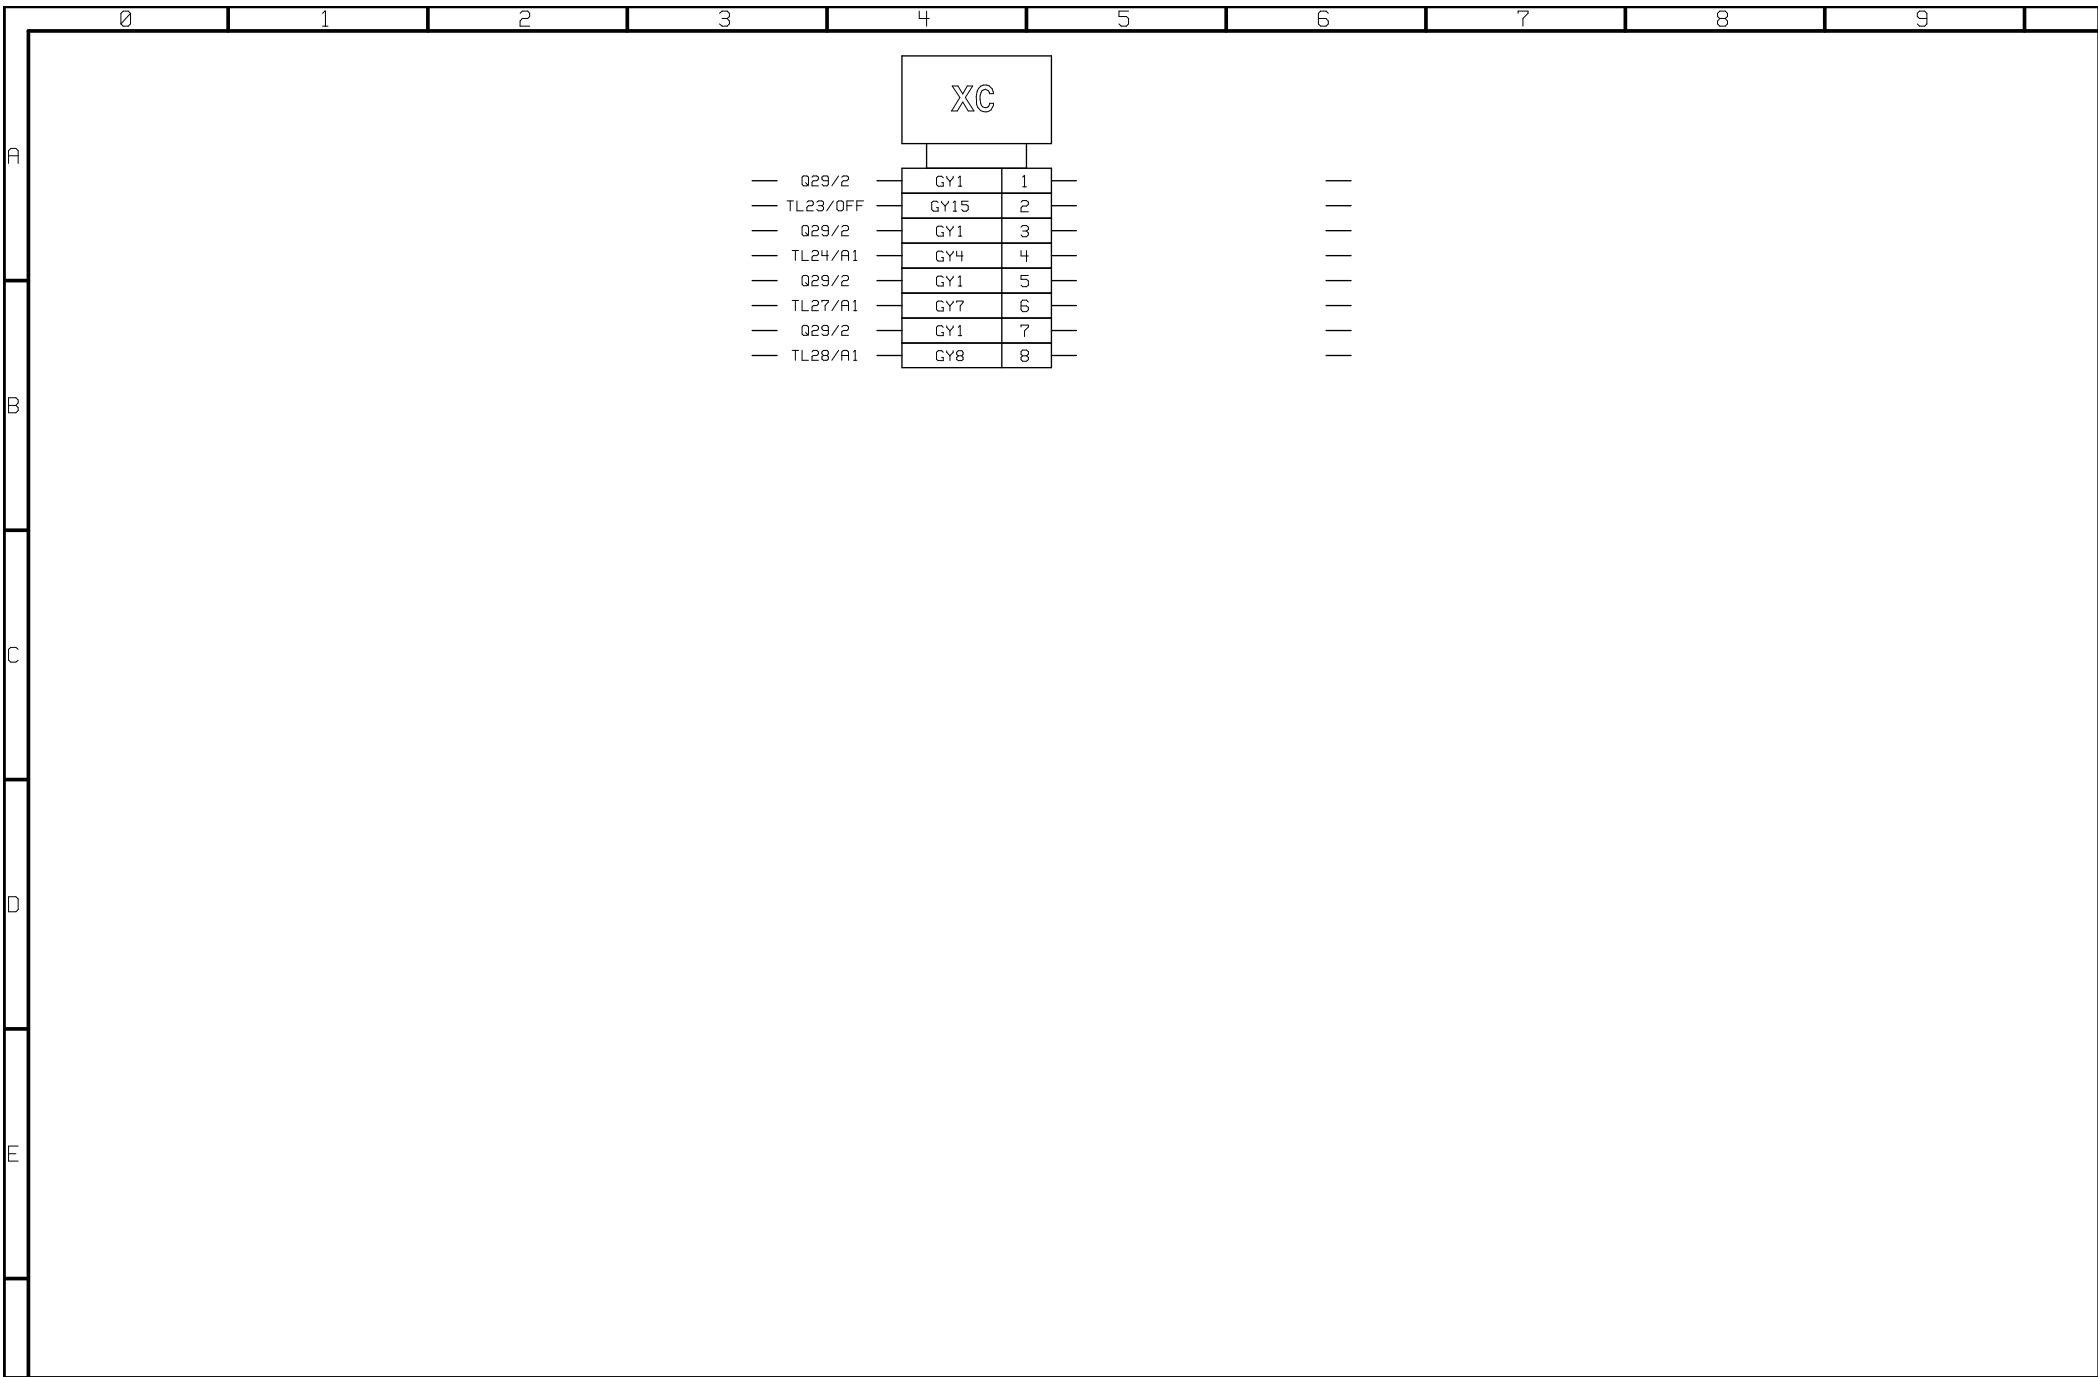 0 1 2 3 4 5 6 7 8 9
XC
A
Q29/2 GY1 1
TL23/OFF GY15 2
Q29/2 GY1 3
TL24/A1 GY4 4
Q29/2 GY1 5
TL27/A1 GY7 6
Q29/2 GY1 7
TL28/A1 GY8 8
B
C
D
E